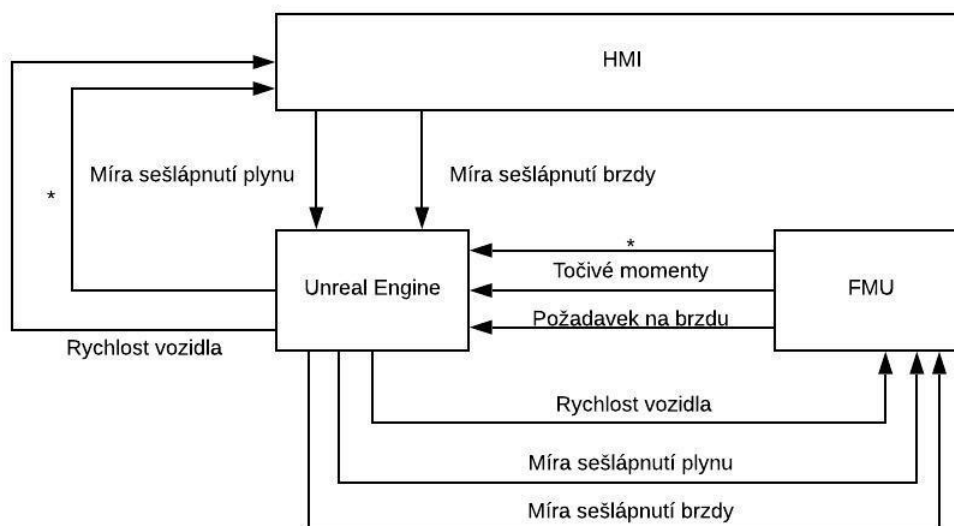 HMI
Míra sešlápnutí plynu
Míra sešlápnutí brzdy
*
*
Točivé momenty
Unreal Engine
FMU
Požadavek na brzdu
Rychlost vozidla
Rychlost vozidla
Míra sešlápnutí plynu
Míra sešlápnutí brzdy